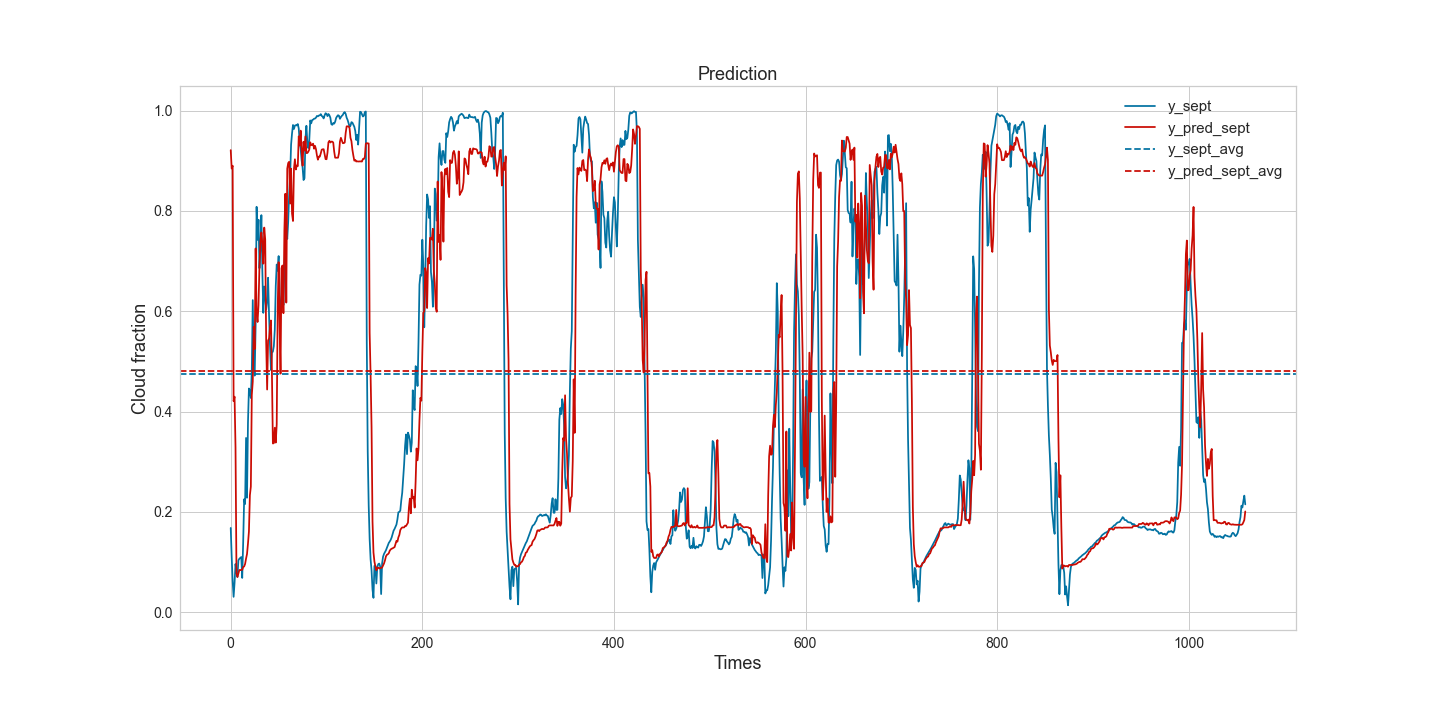 Prediction
y_sept
y_pred_sept
y_sept_avg
y_pred_sept_avg
Cloud fraction
1.0
0.8
0.6
0.4
0.2
0.0
0 200 400 600 800 1000
Times